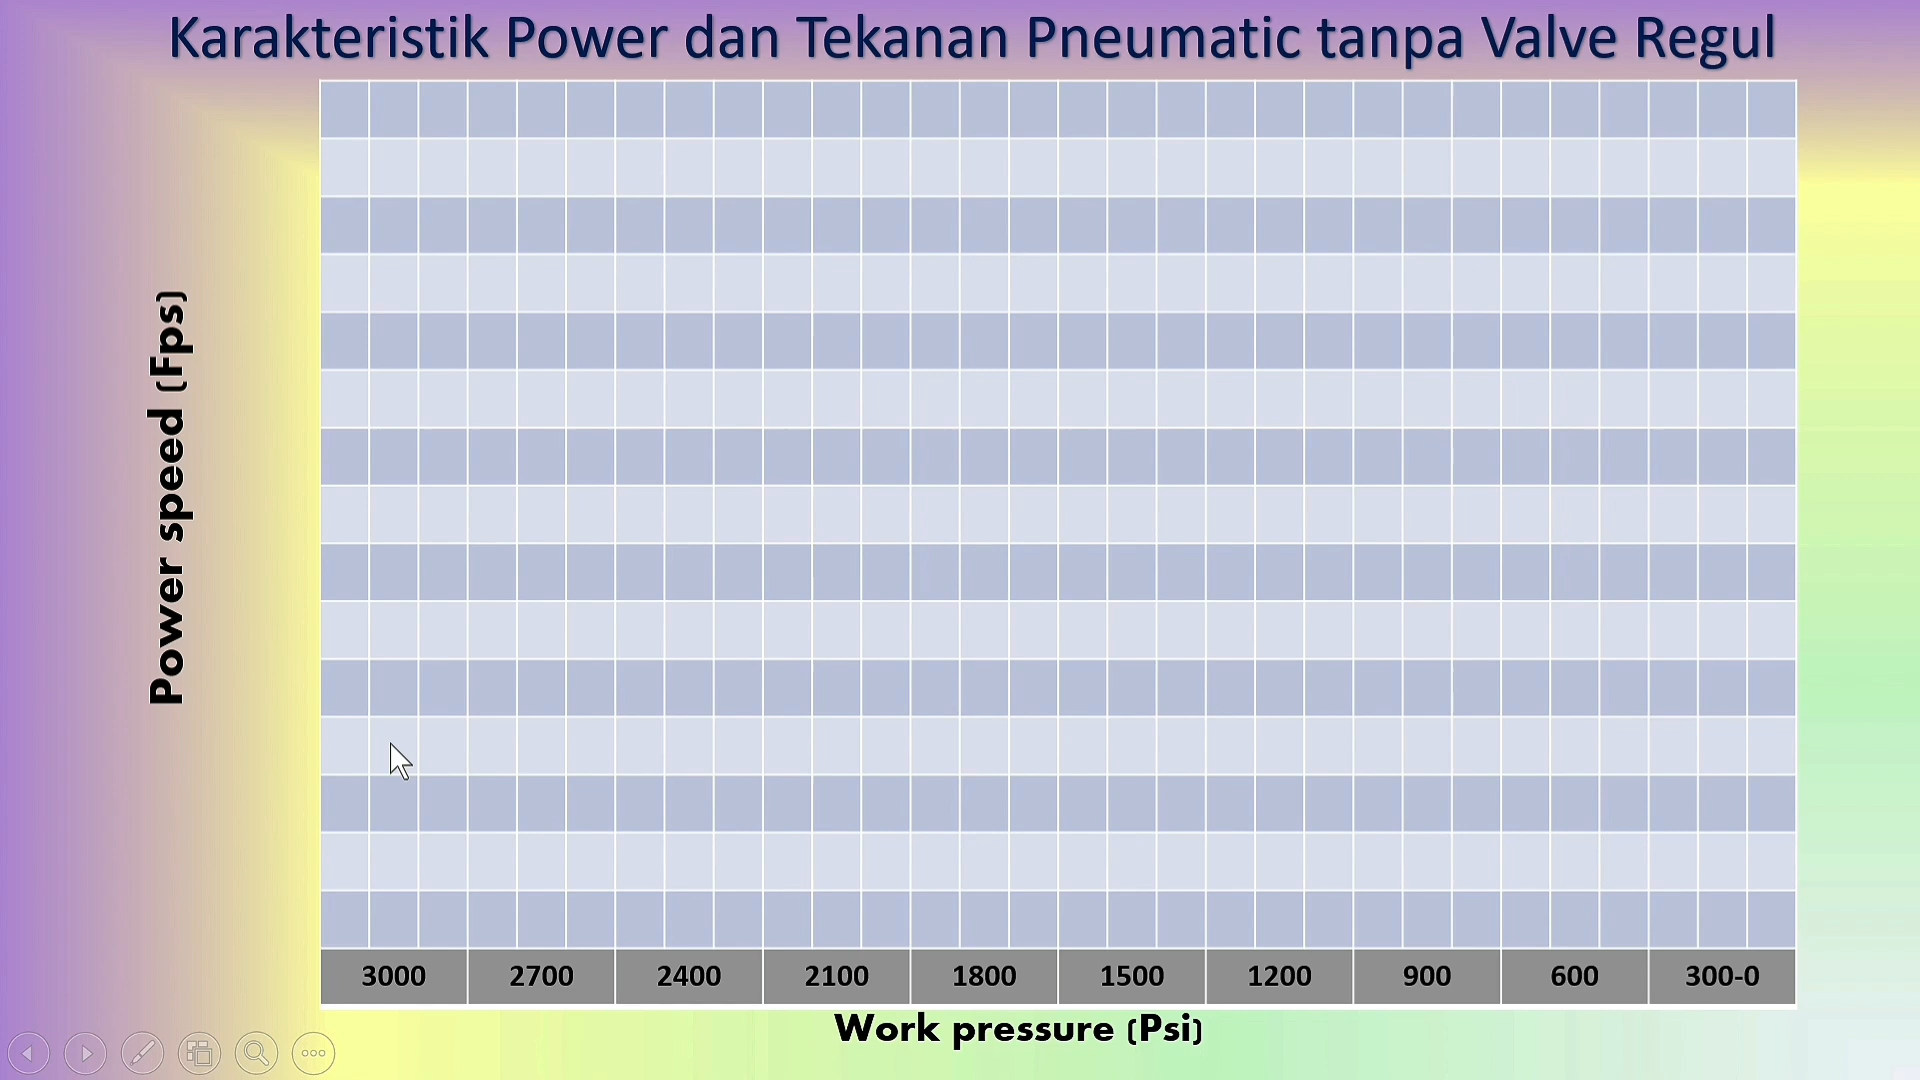 Karakteristik Power dan Tekanan Pneumatic tanpa Valve Regul
Power speed (Fps)
3000 2700 2400 2100 1800 1500 1200 900 600 300-0
Work pressure (Psi)